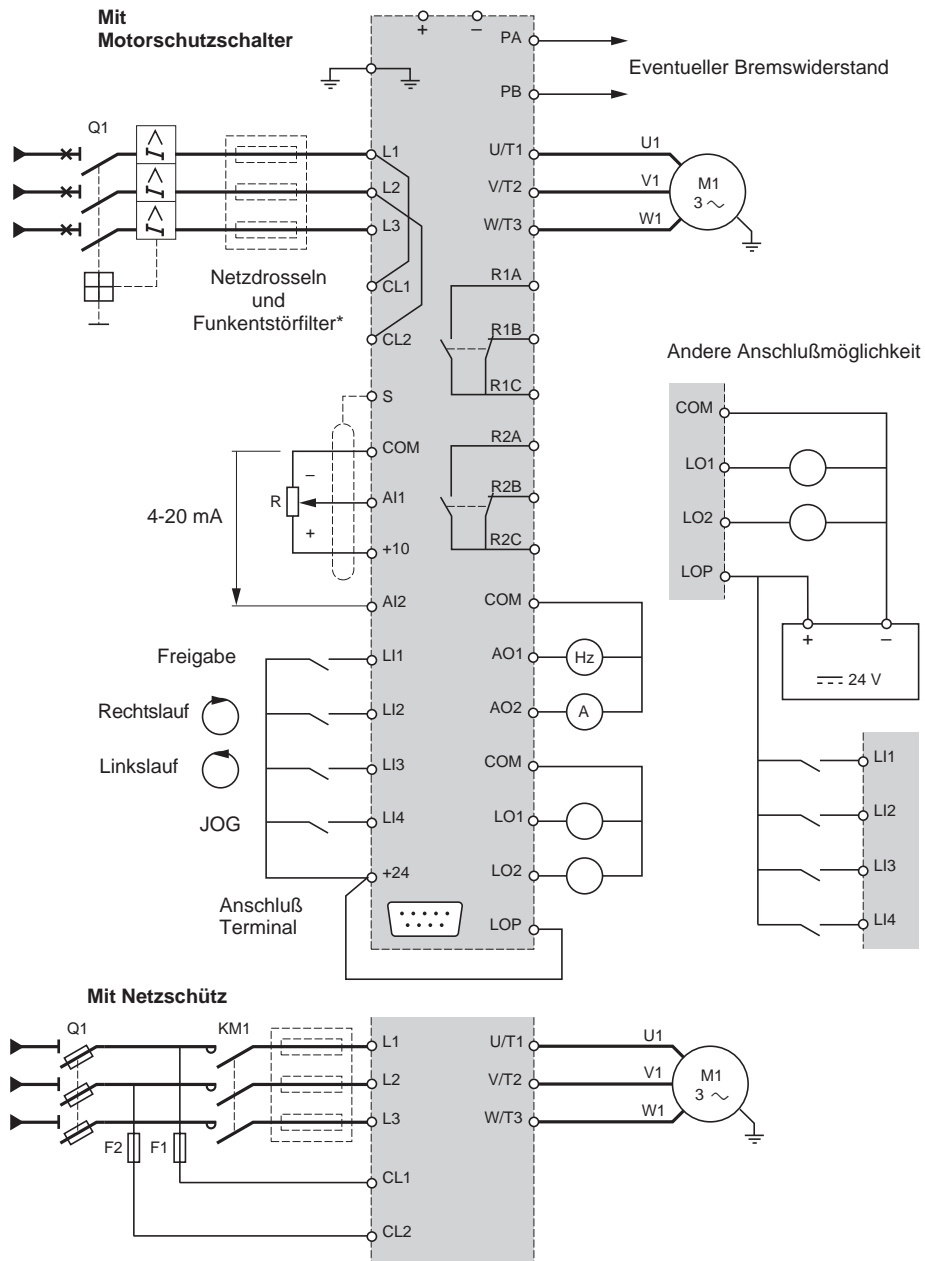 Mit
Motorschutzschalter
+ −
PA
Eventueller Bremswiderstand
PB
Q1
L1
U/T1
U1
L2
V/T2
V1
M1
3 ~
L3
W/T3
W1
Netzdrosseln
und
Funkentstörfilter*
CL1
R1A
CL2
R1B
Andere Anschlußmöglichkeit
S
R1C
COM
R2A
COM
−
R
AI1
R2B
LO1
4-20 mA
+
+10
R2C
LO2
LOP
AI2
COM
+ −
24 V
Freigabe
LI1
AO1
Hz
Rechtslauf
LI2
AO2
A
Linkslauf
LI3
COM
LI1
JOG
LI4
LO1
LI2
+24
LO2
LI3
Anschluß
Terminal
LOP
LI4
Mit Netzschütz
Q1
KM1
L1
U/T1
U1
L2
V/T2
V1
M1
3 ~
L3
W/T3
W1
F2
F1
CL1
CL2